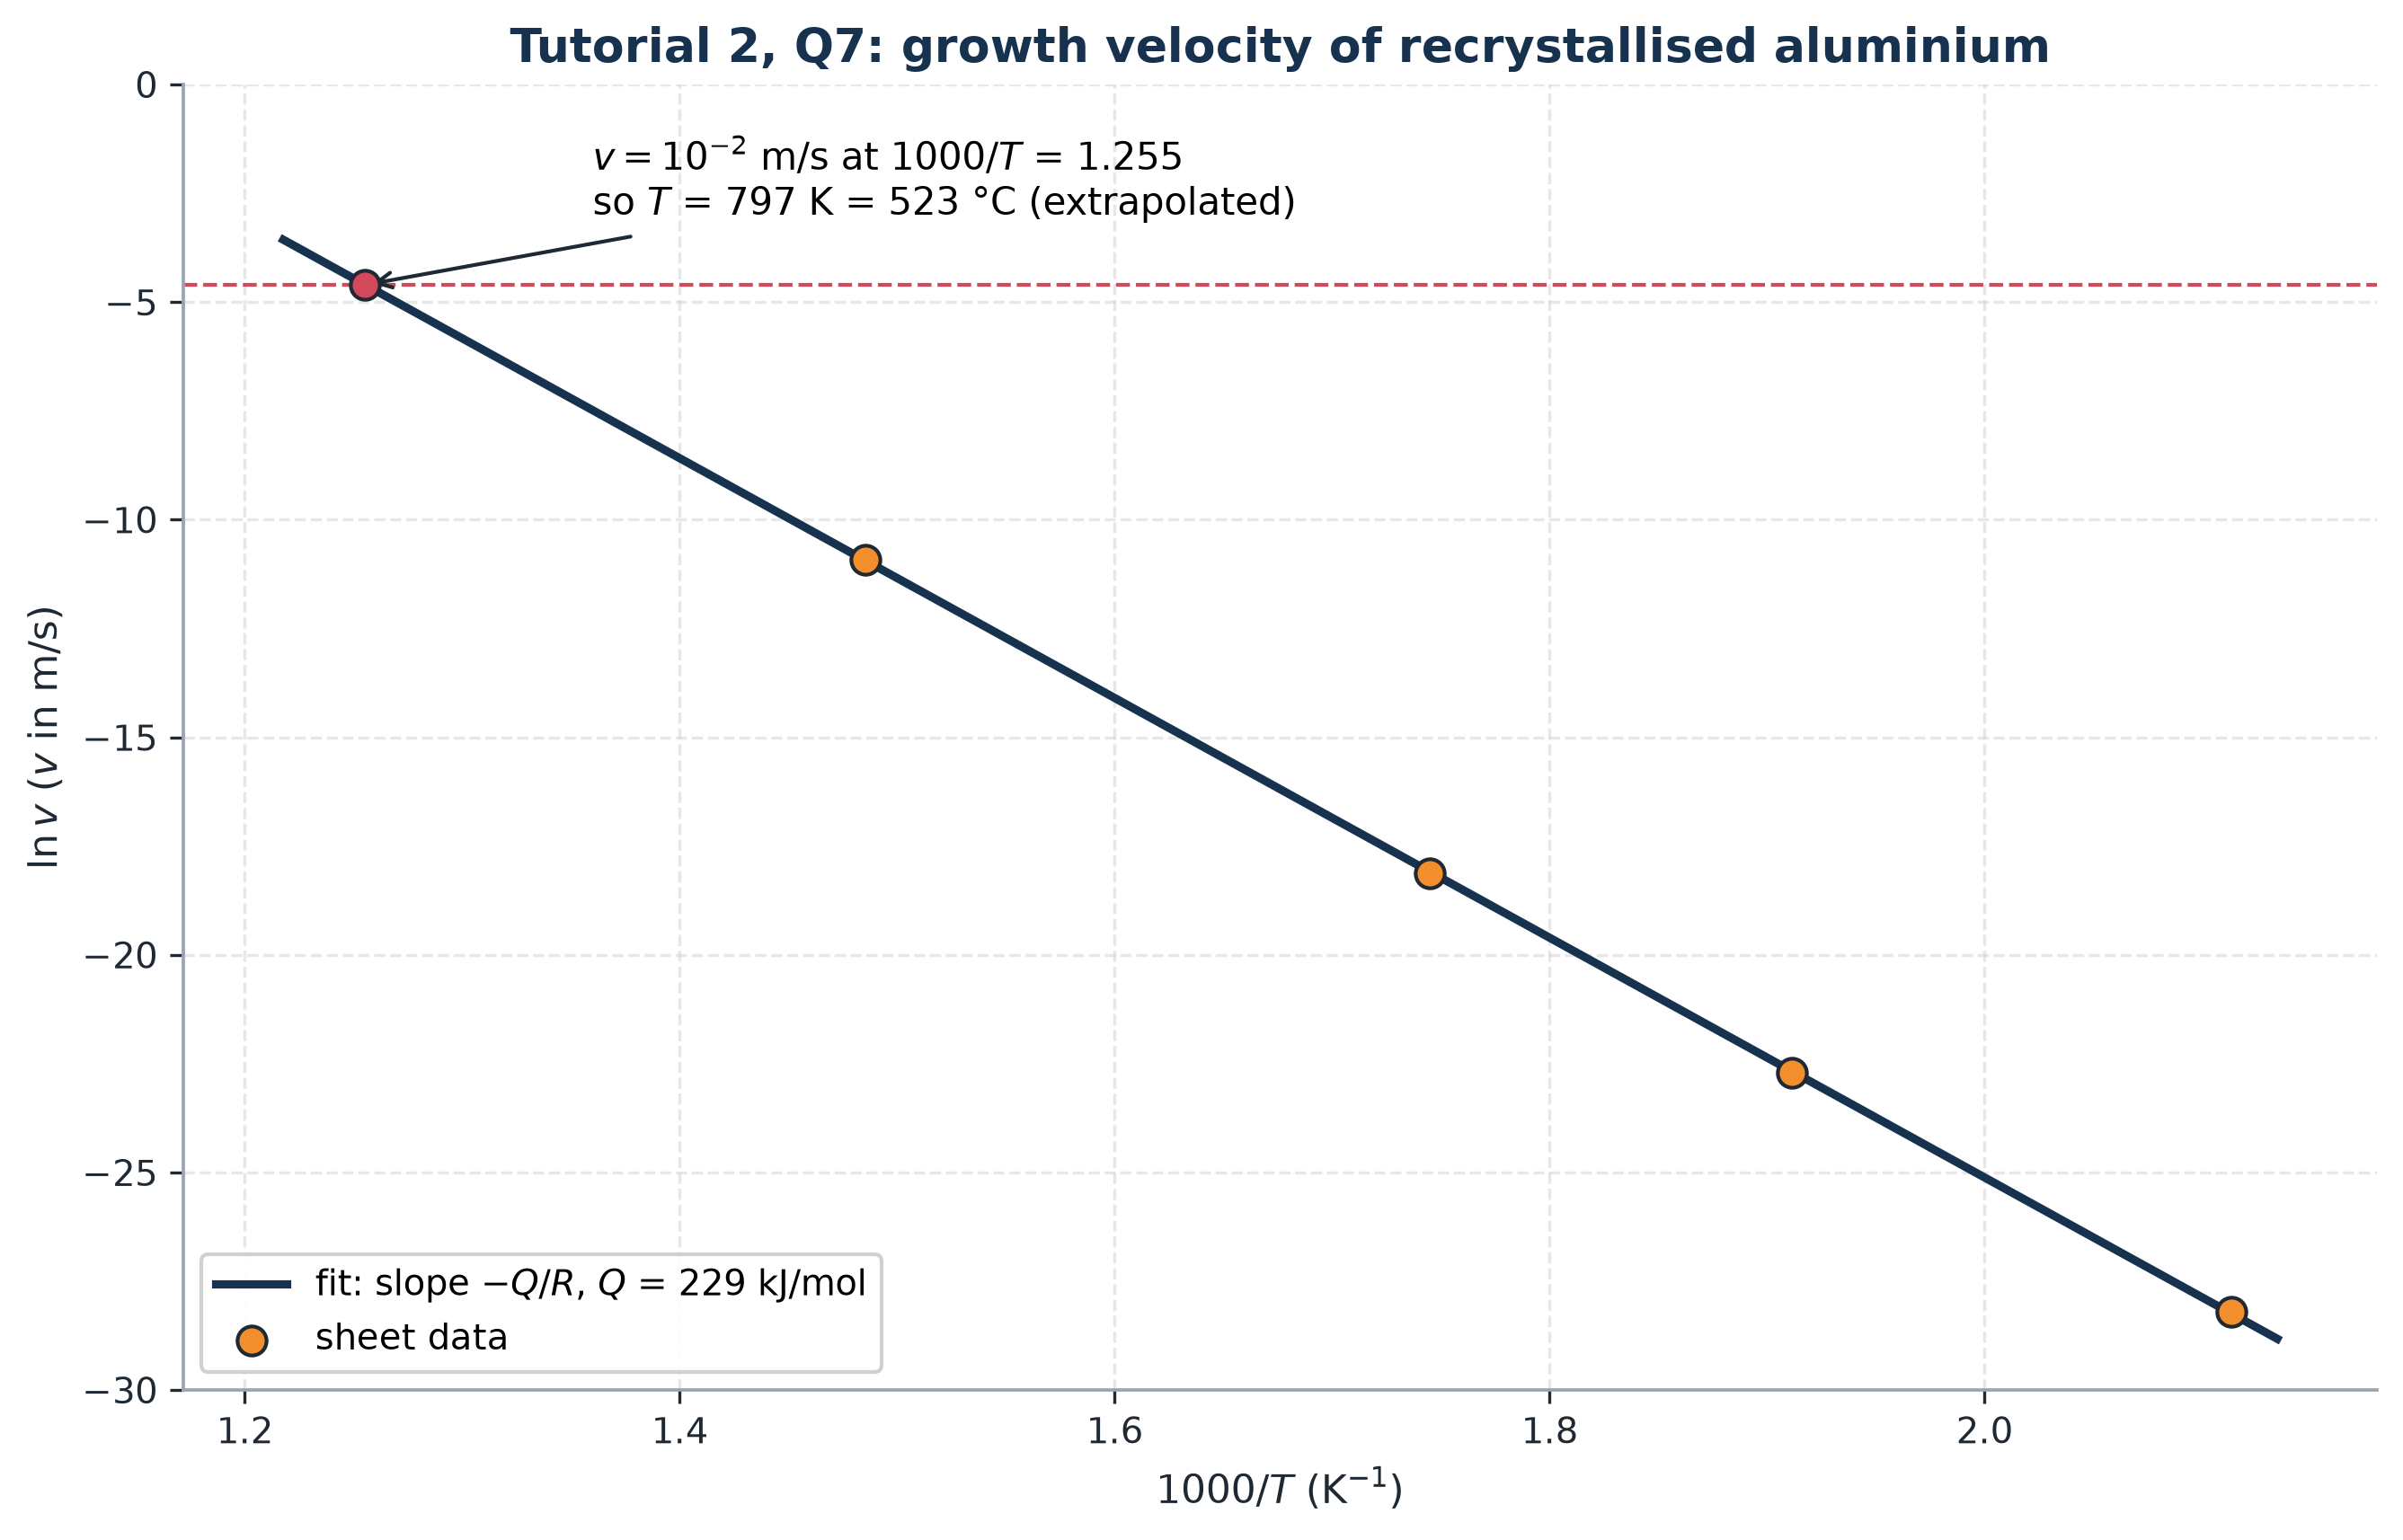 Tutorial 2, Q7: growth velocity of recrystallised aluminium
0
−5
−10
−15
−20
−25
−30
ln v (v in m/s)
v = 10⁻² m/s at 1000/T = 1.255
so T = 797 K = 523 °C (extrapolated)
fit: slope −Q/R, Q = 229 kJ/mol
sheet data
1.2
1.4
1.6
1.8
2.0
1000/T (K⁻¹)